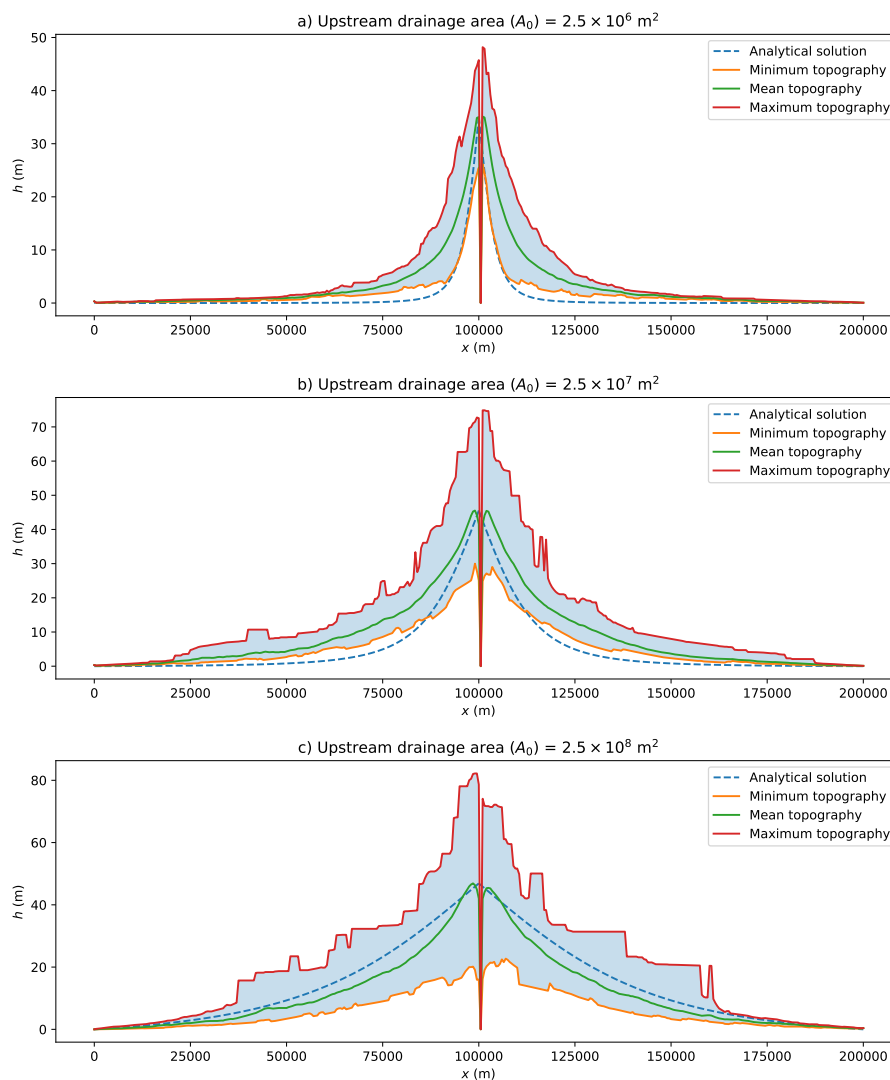 a) Upstream drainage area (A₀) = 2.5 × 10⁶ m²
50
40
30
20
10
0
h (m)
Analytical solution
Minimum topography
Mean topography
Maximum topography
0 25000 50000 75000 100000 125000 150000 175000 200000
x (m)
b) Upstream drainage area (A₀) = 2.5 × 10⁷ m²
70
60
50
40
30
20
10
0
h (m)
Analytical solution
Minimum topography
Mean topography
Maximum topography
0 25000 50000 75000 100000 125000 150000 175000 200000
x (m)
c) Upstream drainage area (A₀) = 2.5 × 10⁸ m²
80
60
40
20
0
h (m)
Analytical solution
Minimum topography
Mean topography
Maximum topography
0 25000 50000 75000 100000 125000 150000 175000 200000
x (m)